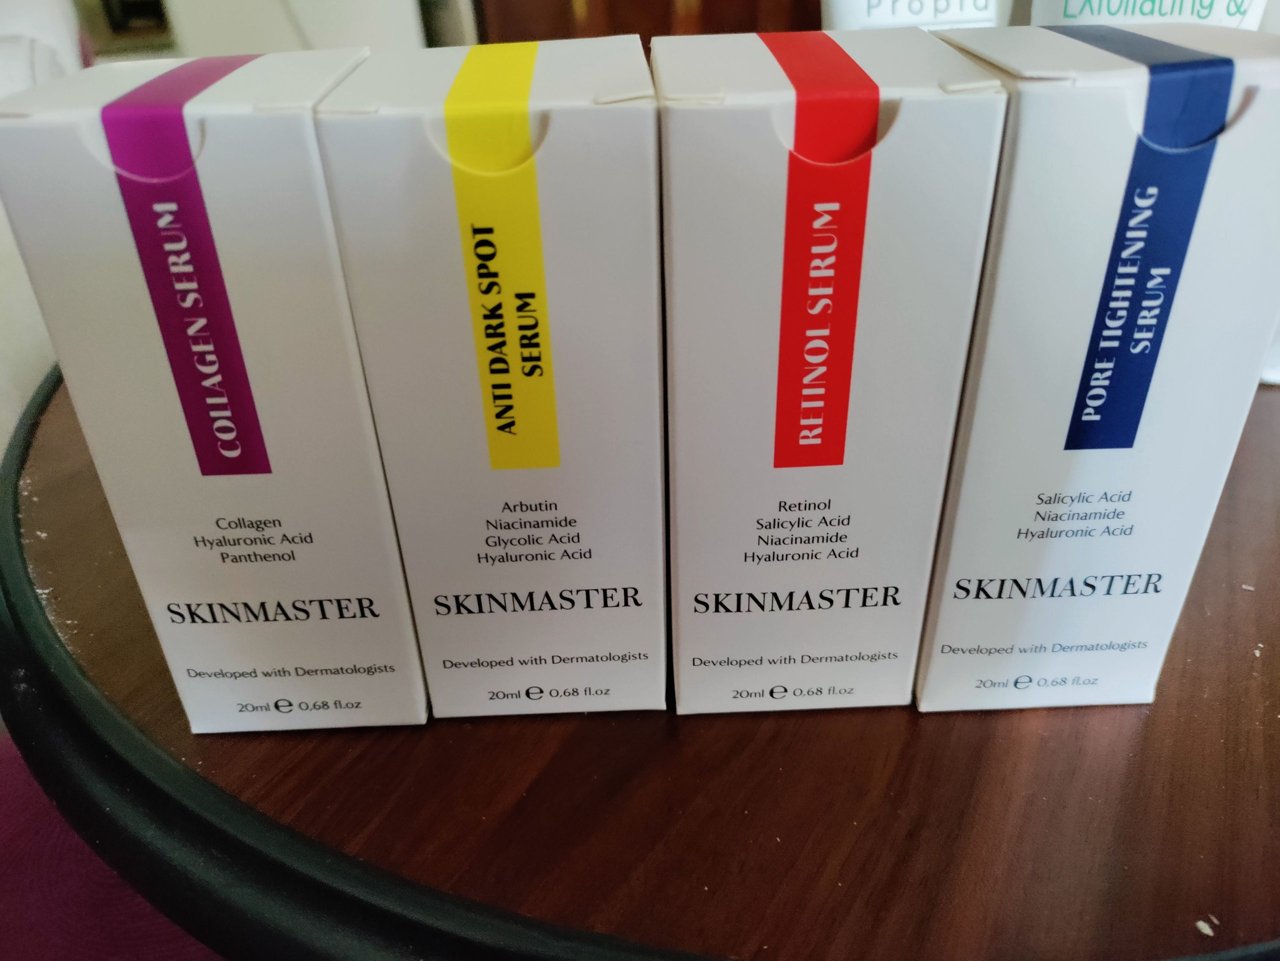 Propid
Exfoliating &
COLLAGEN SERUM
Collagen
Hyaluronic Acid
Panthenol
SKINMASTER
Developed with Dermatologists
20ml e 0,68 fl.oz
ANTI DARK SPOT
SERUM
Arbutin
Niacinamide
Glycolic Acid
Hyaluronic Acid
SKINMASTER
Developed with Dermatologists
20ml e 0,68 fl.oz
RETINOL SERUM
Retinol
Salicylic Acid
Niacinamide
Hyaluronic Acid
SKINMASTER
Developed with Dermatologists
20ml e 0,68 fl.oz
PORE TIGHTENING
SERUM
Salicylic Acid
Niacinamide
Hyaluronic Acid
SKINMASTER
Developed with Dermatologists
20ml e 0,68 fl.oz